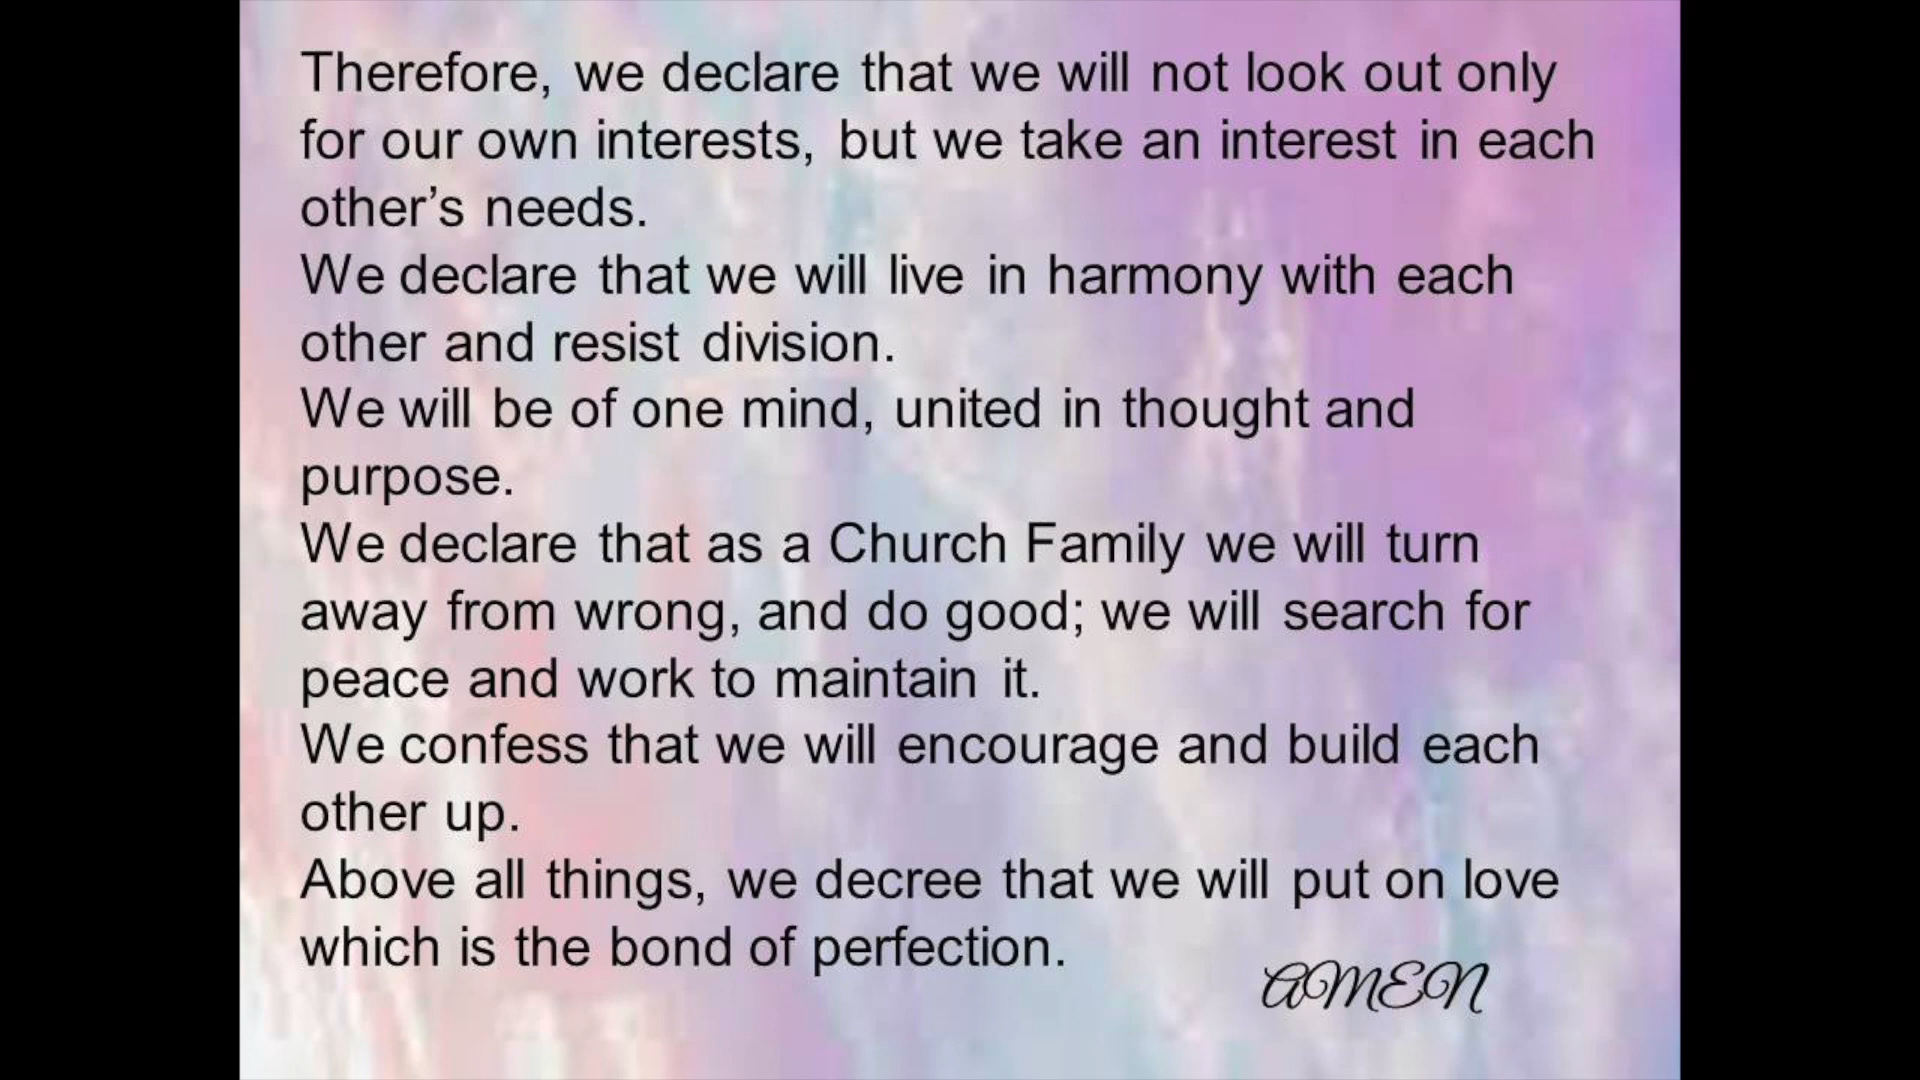 Therefore, we declare that we will not look out only
for our own interests, but we take an interest in each
other’s needs.
We declare that we will live in harmony with each
other and resist division.
We will be of one mind, united in thought and
purpose.
We declare that as a Church Family we will turn
away from wrong, and do good; we will search for
peace and work to maintain it.
We confess that we will encourage and build each
other up.
Above all things, we decree that we will put on love
which is the bond of perfection.
AMEN